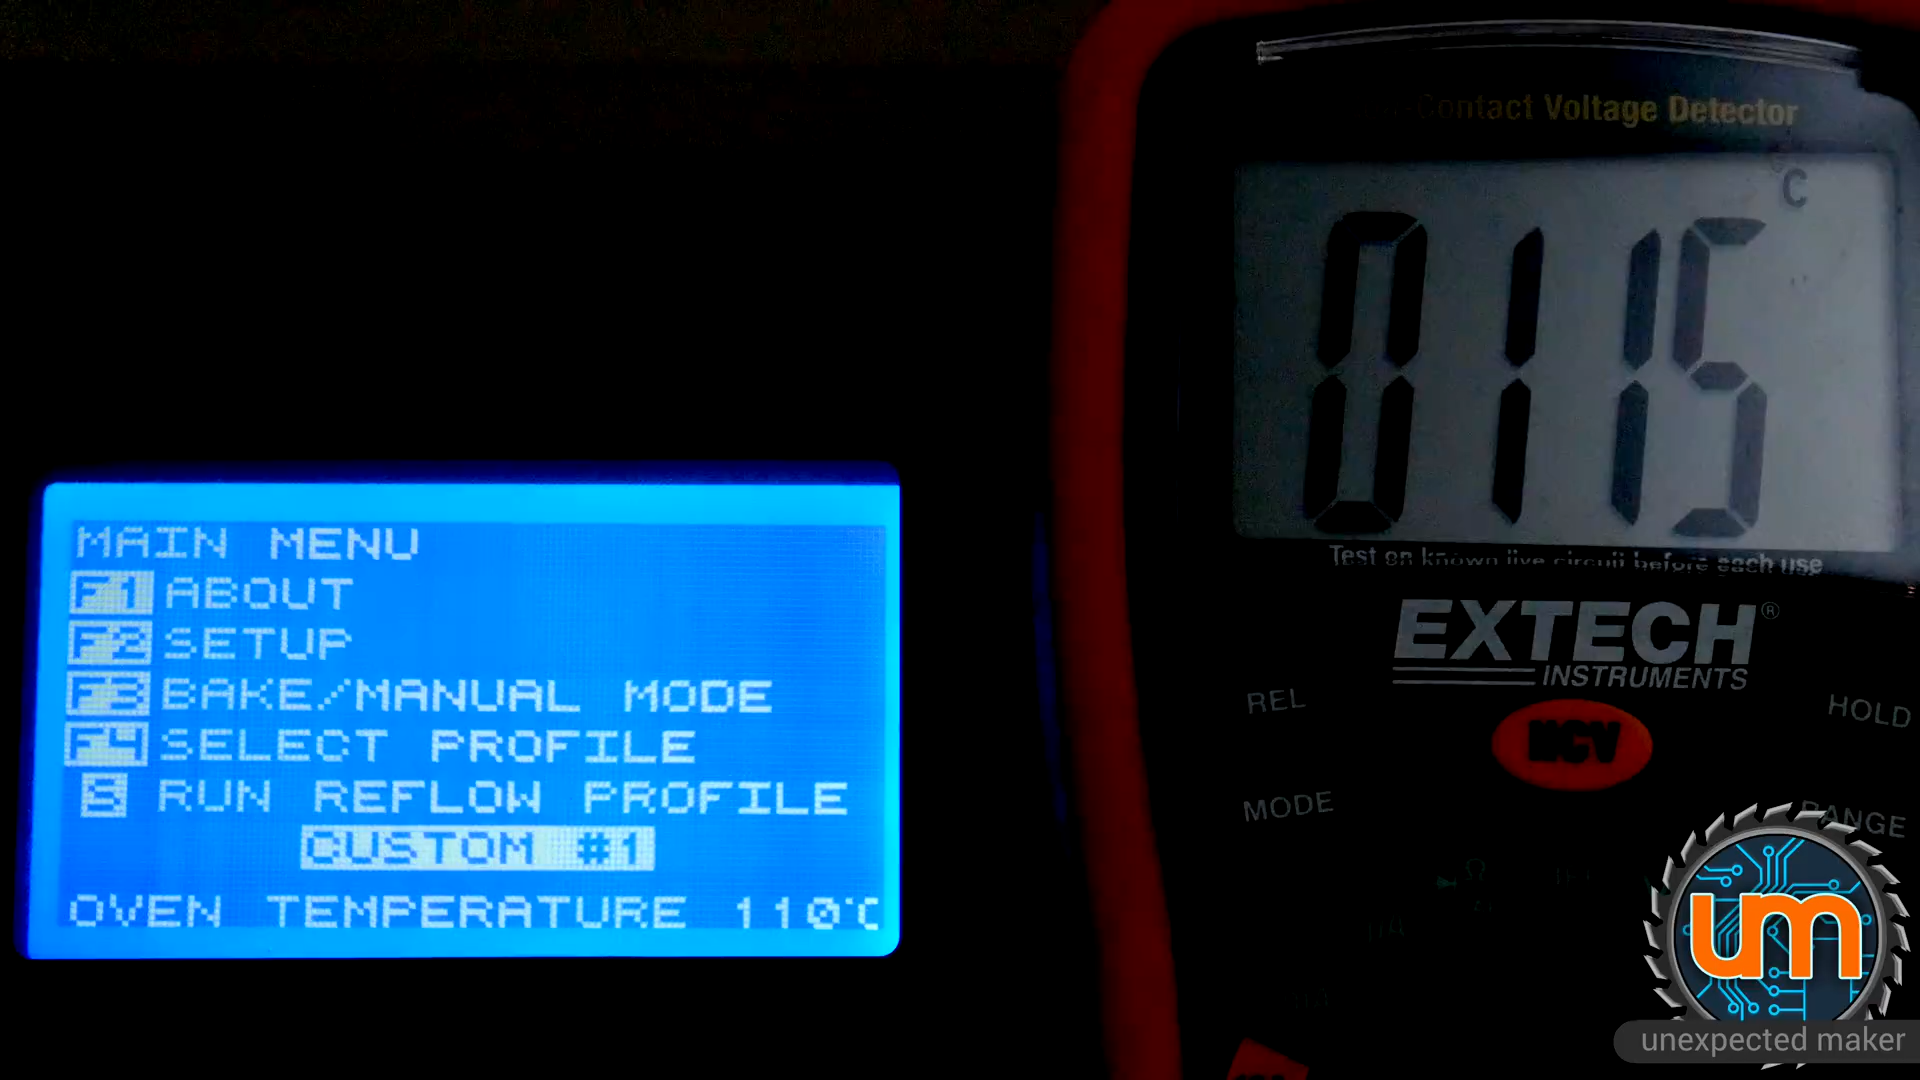 MAIN MENU
F1 ABOUT
F2 SETUP
F3 BAKE/MANUAL MODE
F4 SELECT PROFILE
S RUN REFLOW PROFILE
CUSTOM #1
OVEN TEMPERATURE 110°C
Contact Voltage Detector
°C
0115
Test on known live circuit before each use
EXTECH®
INSTRUMENTS
REL
HOLD
NCV
MODE
RANGE
um
unexpected maker